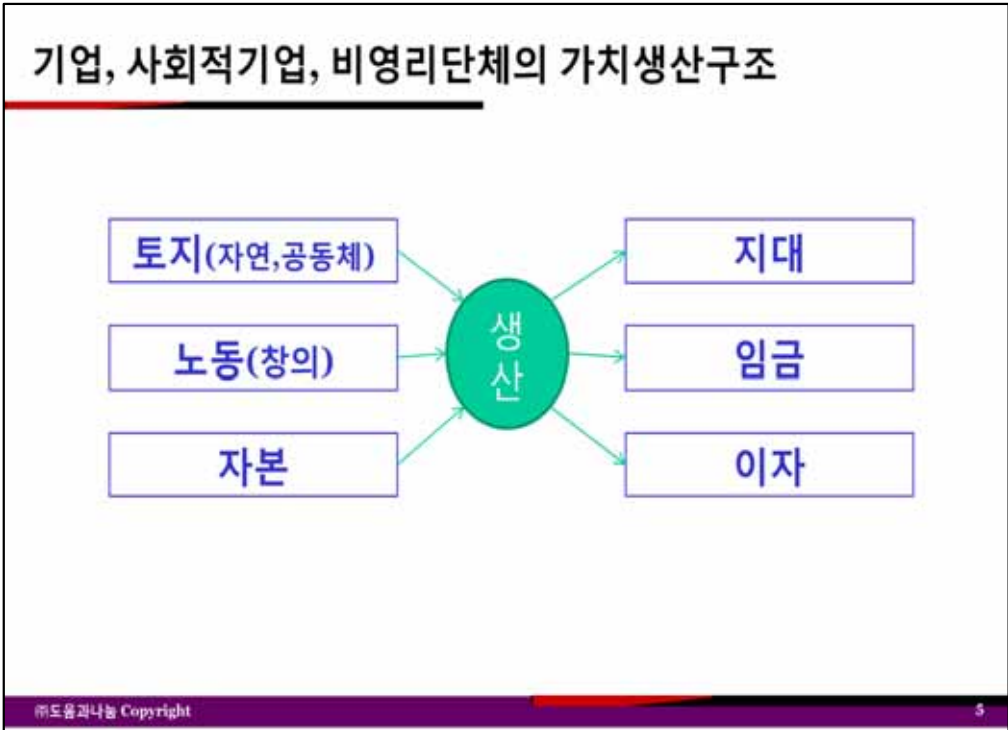 기업, 사회적기업, 비영리단체의 가치생산구조
토지(자연,공동체)
노동(창의)
자본
생
산
지대
임금
이자
㈜도움과나눔 Copyright
5